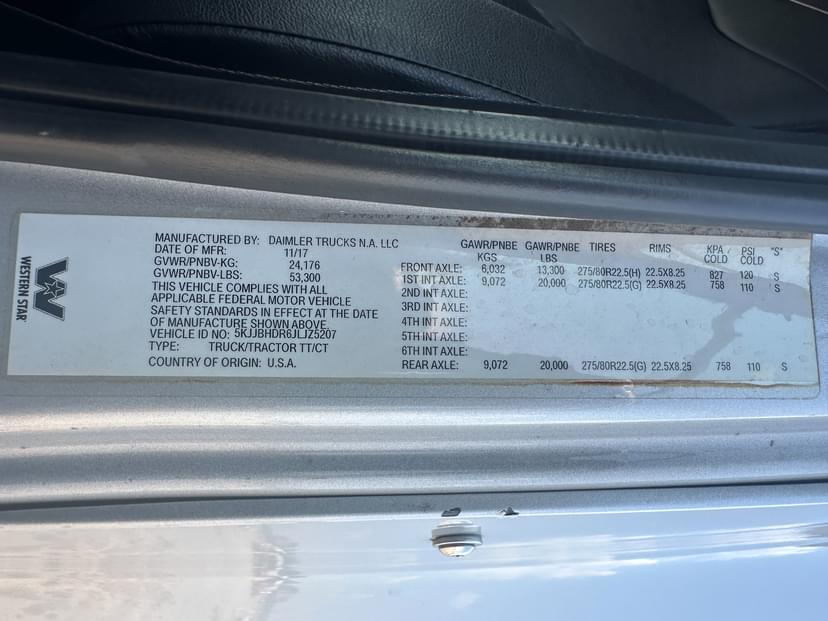 WESTERN STAR
MANUFACTURED BY: DAIMLER TRUCKS N.A. LLC
DATE OF MFR: 11/17
GVWR/PNBV-KG: 24,176
GVWR/PNBV-LBS: 53,300
THIS VEHICLE COMPLIES WITH ALL
APPLICABLE FEDERAL MOTOR VEHICLE
SAFETY STANDARDS IN EFFECT AT THE DATE
OF MANUFACTURE SHOWN ABOVE.
VEHICLE ID NO: 5KJJBHDR6JLJZ5207
TYPE: TRUCK/TRACTOR TT/CT
COUNTRY OF ORIGIN: U.S.A.
GAWR/PNBE GAWR/PNBE TIRES RIMS KPA PSI "S"
KGS LBS COLD COLD
FRONT AXLE: 6,032 13,300 275/80R22.5(H) 22.5X8.25 827 120 S
1ST INT AXLE: 9,072 20,000 275/80R22.5(G) 22.5X8.25 758 110 S
2ND INT AXLE:
3RD INT AXLE:
4TH INT AXLE:
5TH INT AXLE:
6TH INT AXLE:
REAR AXLE: 9,072 20,000 275/80R22.5(G) 22.5X8.25 758 110 S